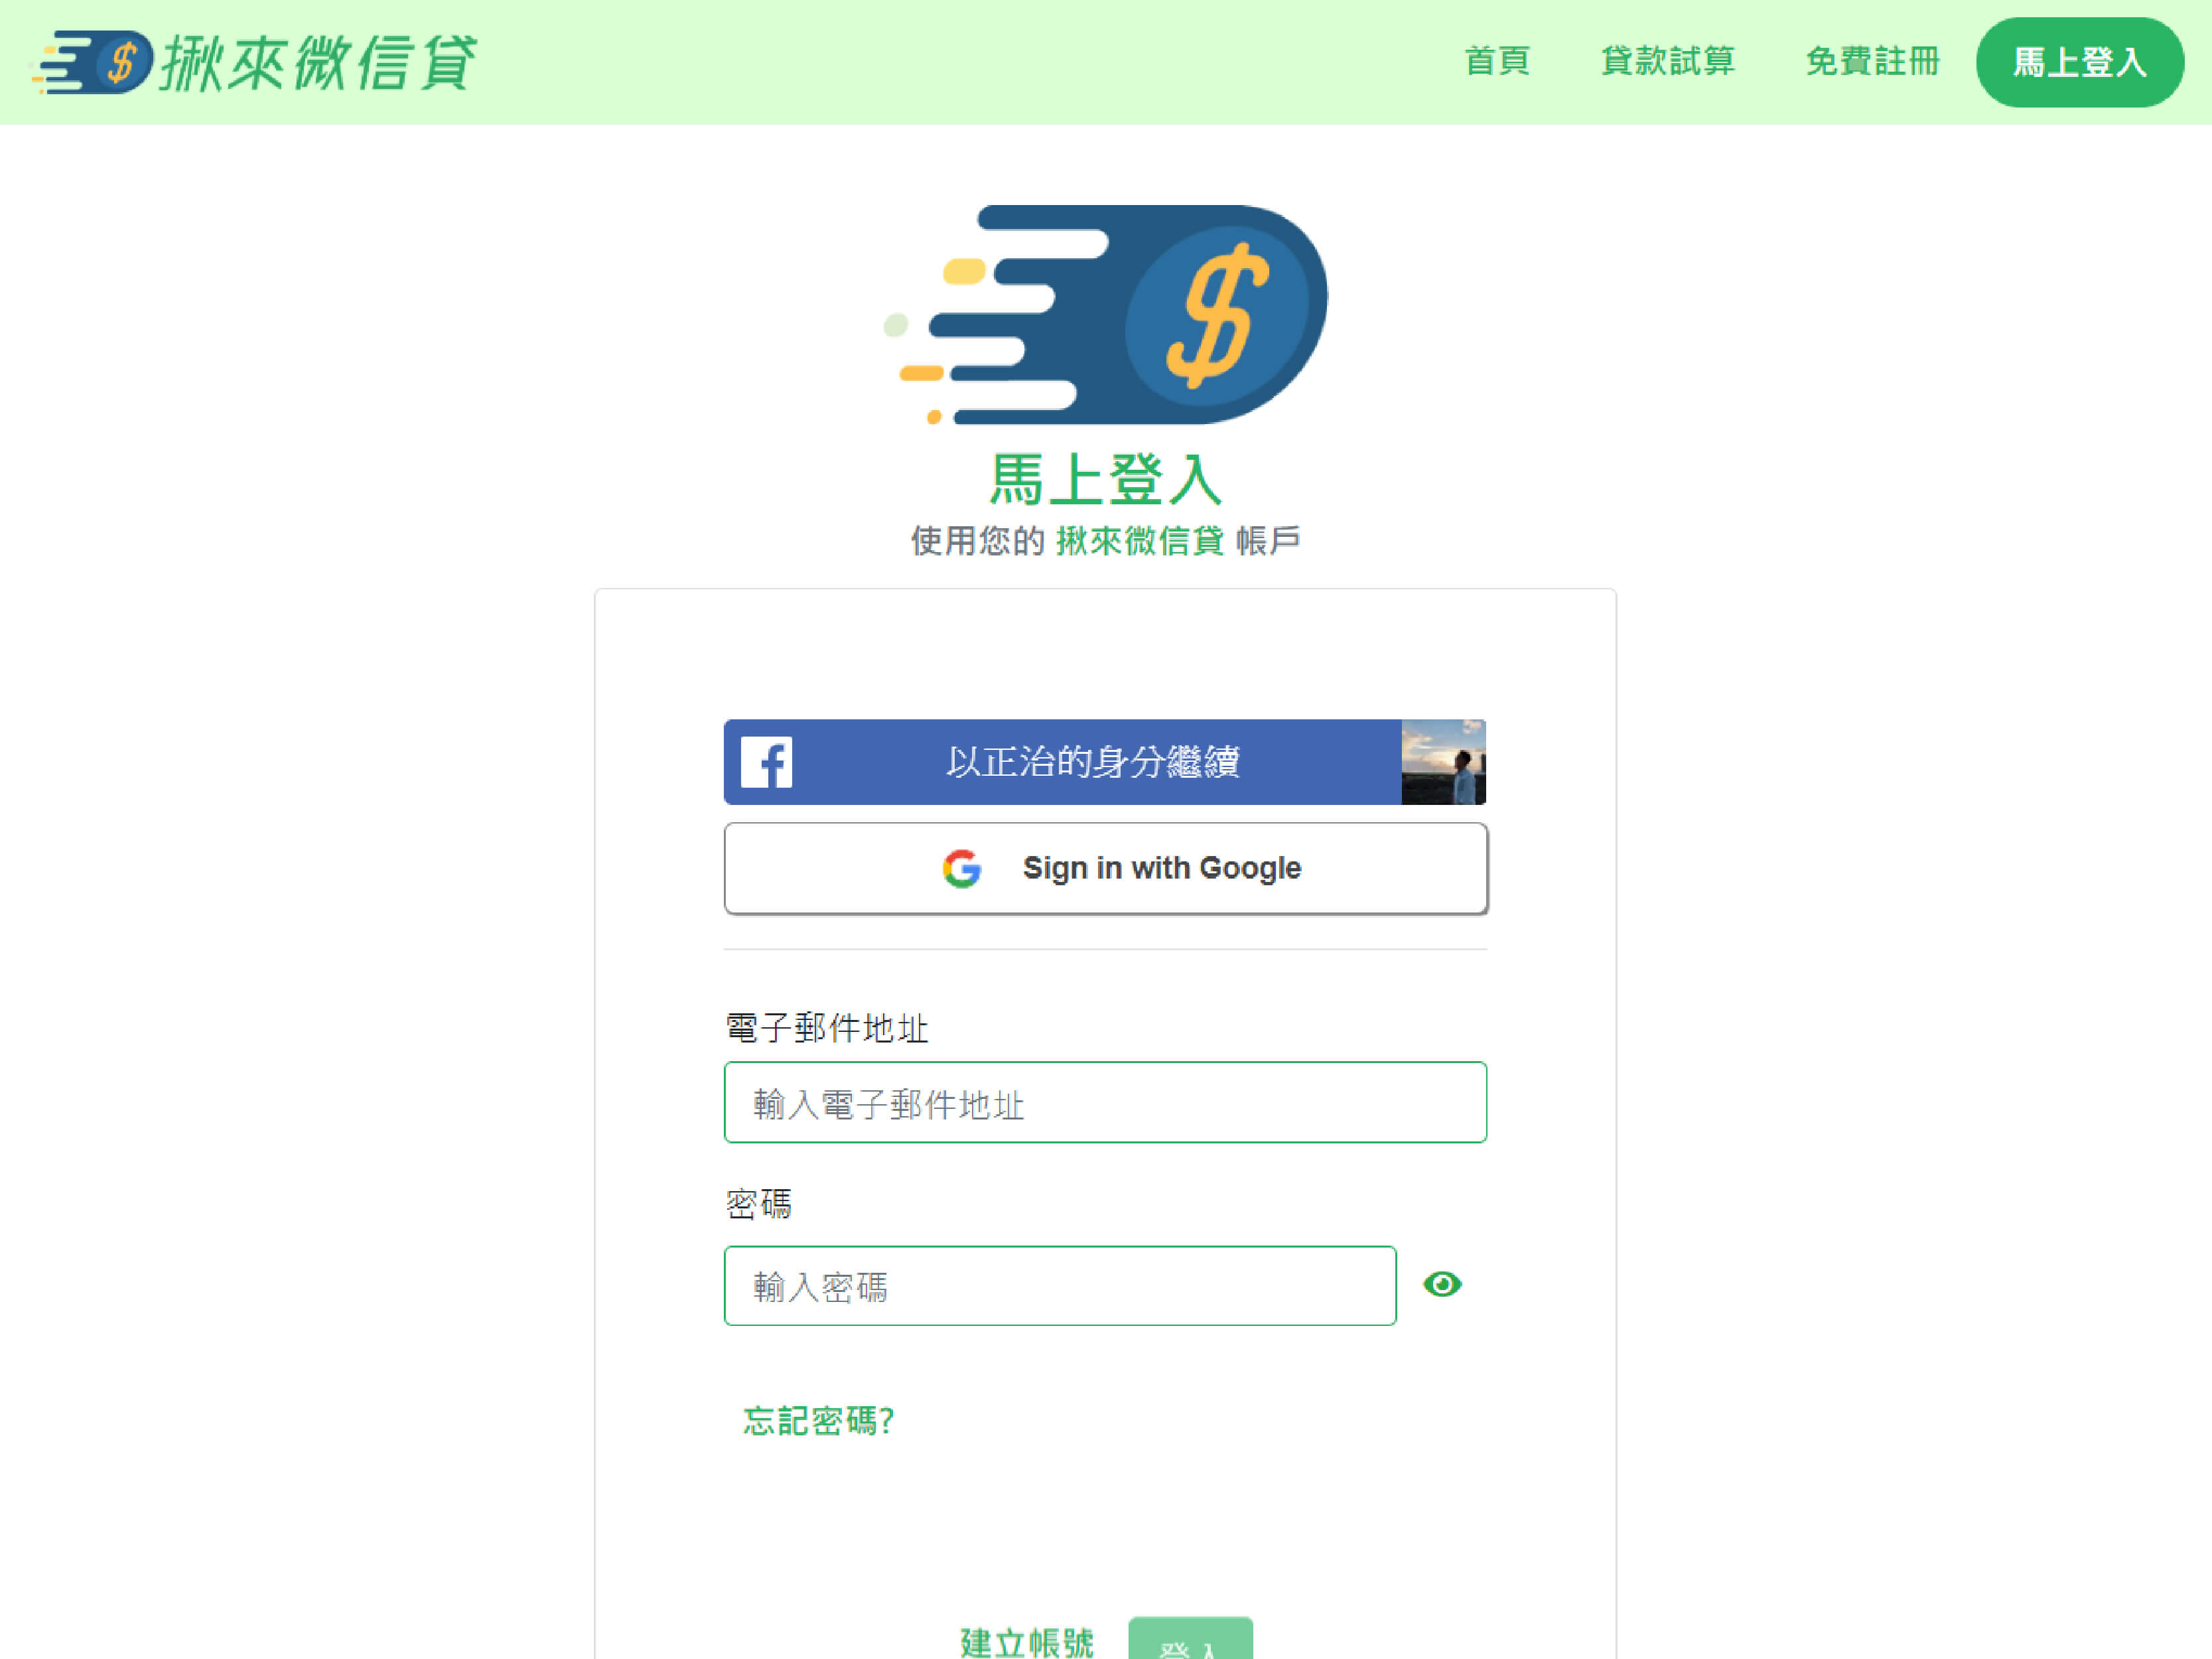 揪來微信貸
首頁 貸款試算 免費註冊 馬上登入
馬上登入
使用您的 揪來微信貸 帳戶
以正治的身分繼續
Sign in with Google
電子郵件地址
輸入電子郵件地址
密碼
輸入密碼
忘記密碼?
建立帳號 登入